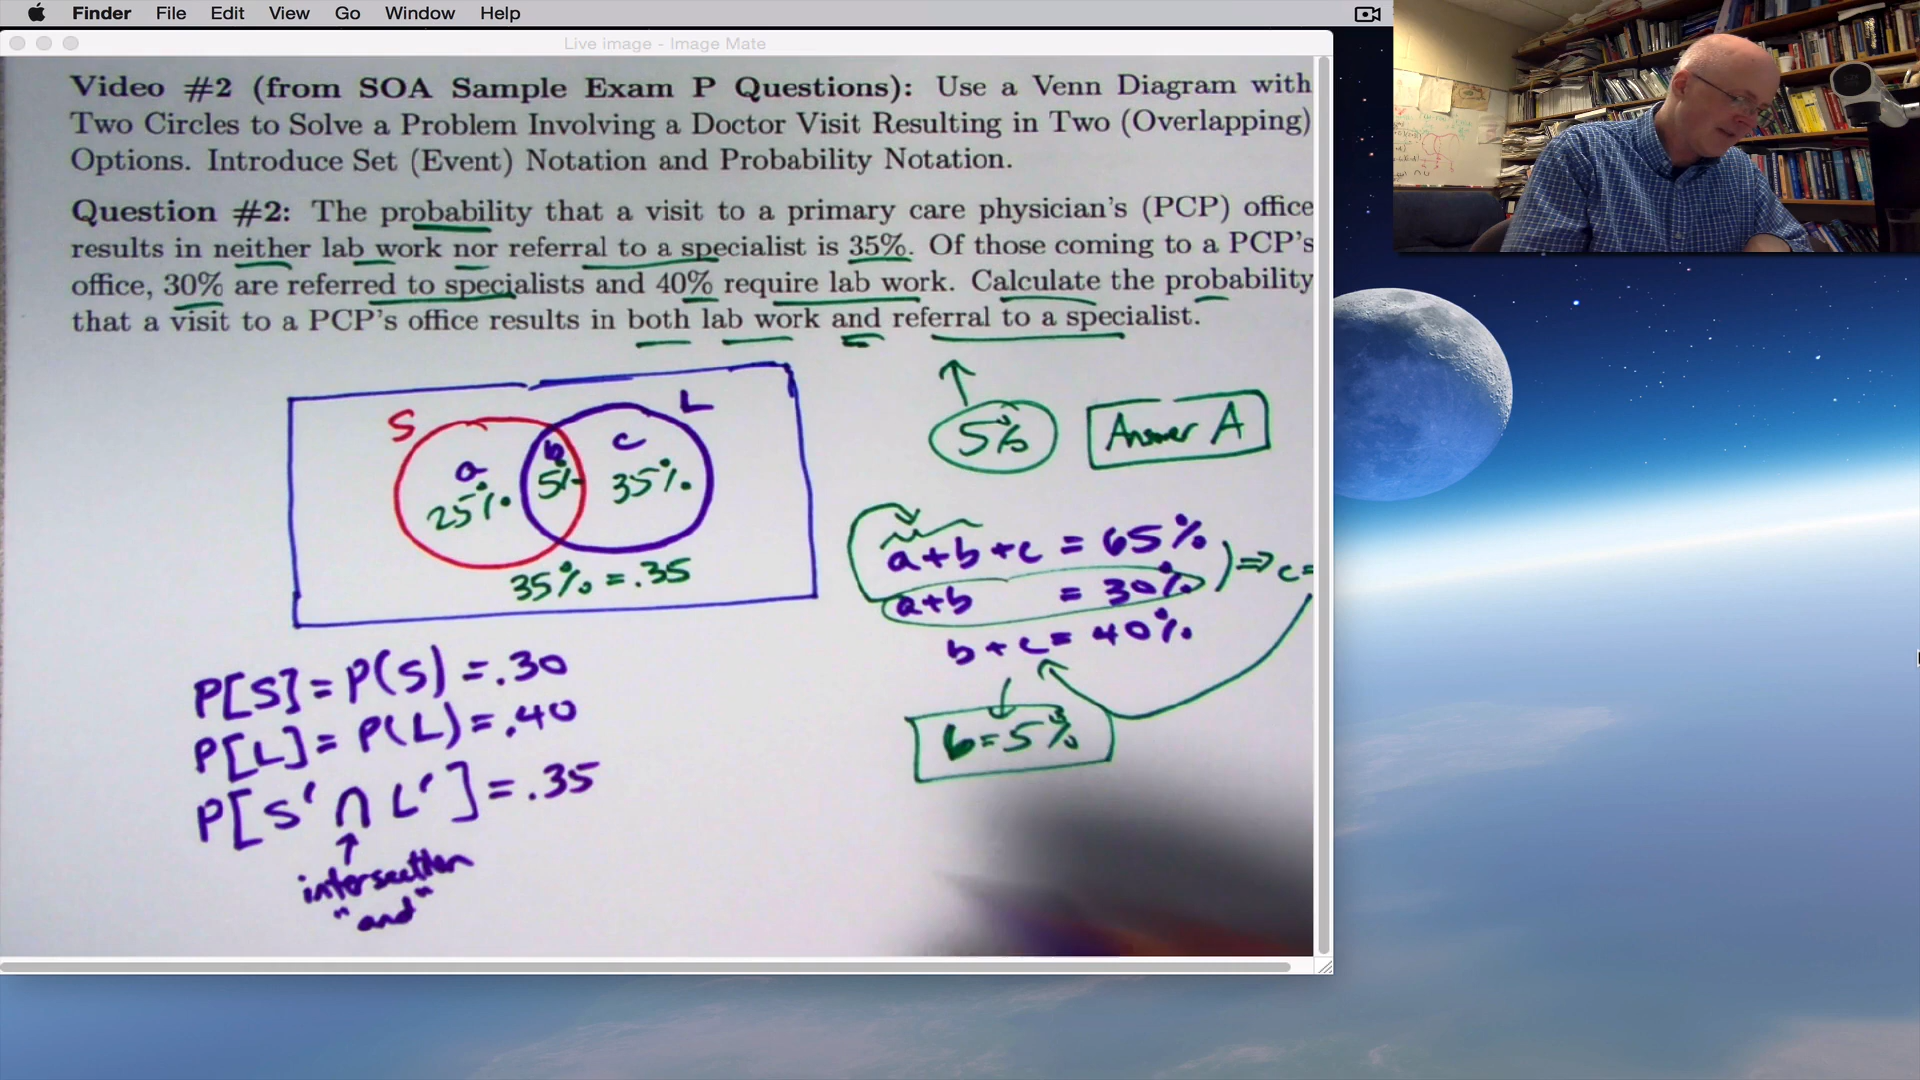 Finder File Edit View Go Window Help
Live image - Image Mate
Video #2 (from SOA Sample Exam P Questions): Use a Venn Diagram with
Two Circles to Solve a Problem Involving a Doctor Visit Resulting in Two (Overlapping)
Options. Introduce Set (Event) Notation and Probability Notation.
Question #2: The probability that a visit to a primary care physician's (PCP) office
results in neither lab work nor referral to a specialist is 35%. Of those coming to a PCP's
office, 30% are referred to specialists and 40% require lab work. Calculate the probability
that a visit to a PCP's office results in both lab work and referral to a specialist.
S L
a b c
25% 5% 35%
35% = .35
5% Answer A
a+b+c = 65%
a+b = 30% ) ⇒ c=
b+c = 40%
b=5%
P[S] = P(S) = .30
P[L] = P(L) = .40
P[S' ∩ L'] = .35
intersection
"and"